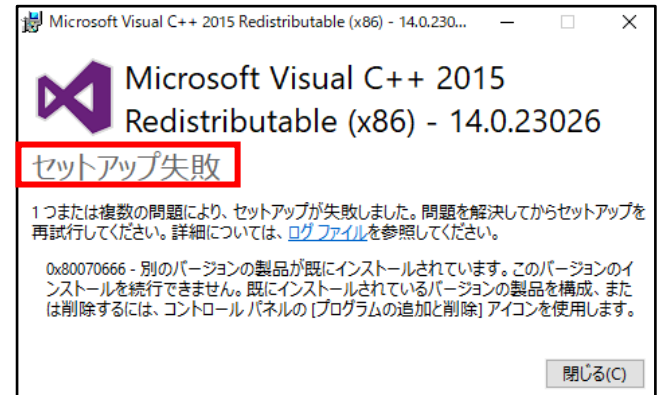 Microsoft Visual C++ 2015 Redistributable (x86) - 14.0.230...
Microsoft Visual C++ 2015
Redistributable (x86) - 14.0.23026
セットアップ失敗
1 つまたは複数の問題により、セットアップが失敗しました。問題を解決してからセットアップを
再試行してください。詳細については、ログ ファイルを参照してください。
0x80070666 - 別のバージョンの製品が既にインストールされています。このバージョンのイ
ンストールを続行できません。既にインストールされているバージョンの製品を構成、また
は削除するには、コントロール パネルの [プログラムの追加と削除] アイコンを使用します。
閉じる(C)